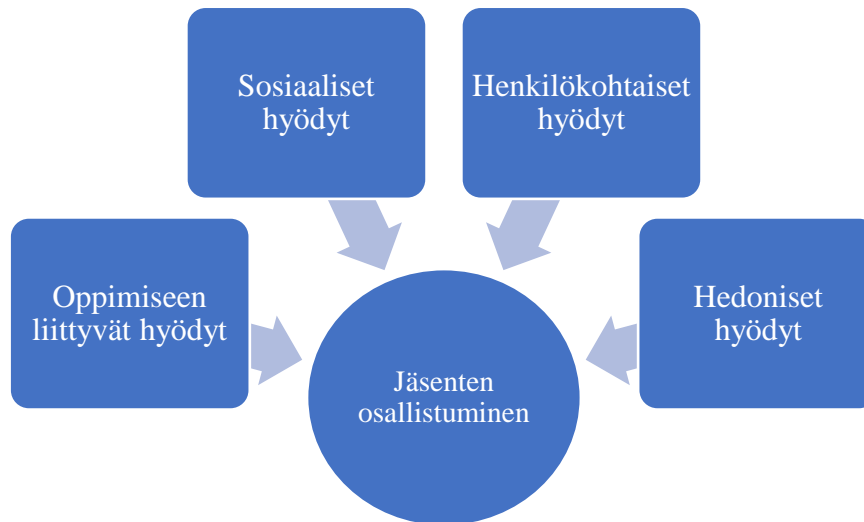 Sosiaaliset
hyödyt
Henkilökohtaiset
hyödyt
Oppimiseen
liittyvät hyödyt
Hedoniset
hyödyt
Jäsenten
osallistuminen